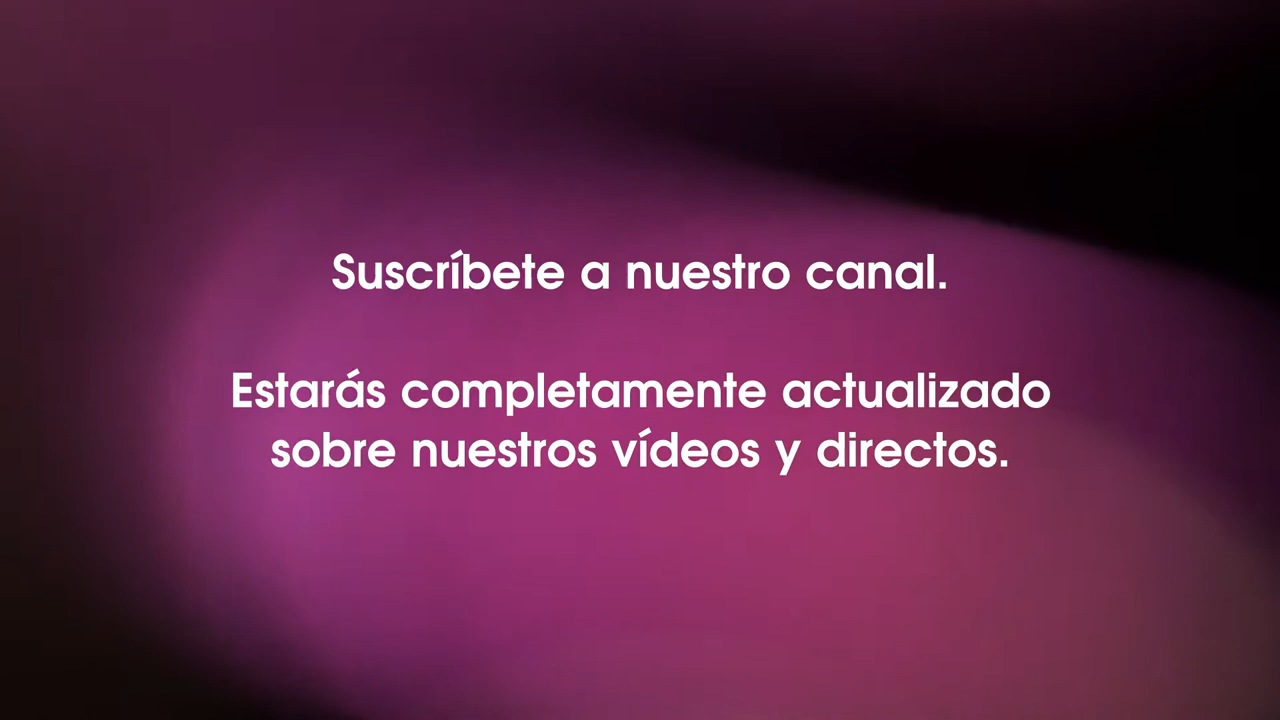 Suscríbete a nuestro canal.
Estarás completamente actualizado
sobre nuestros vídeos y directos.